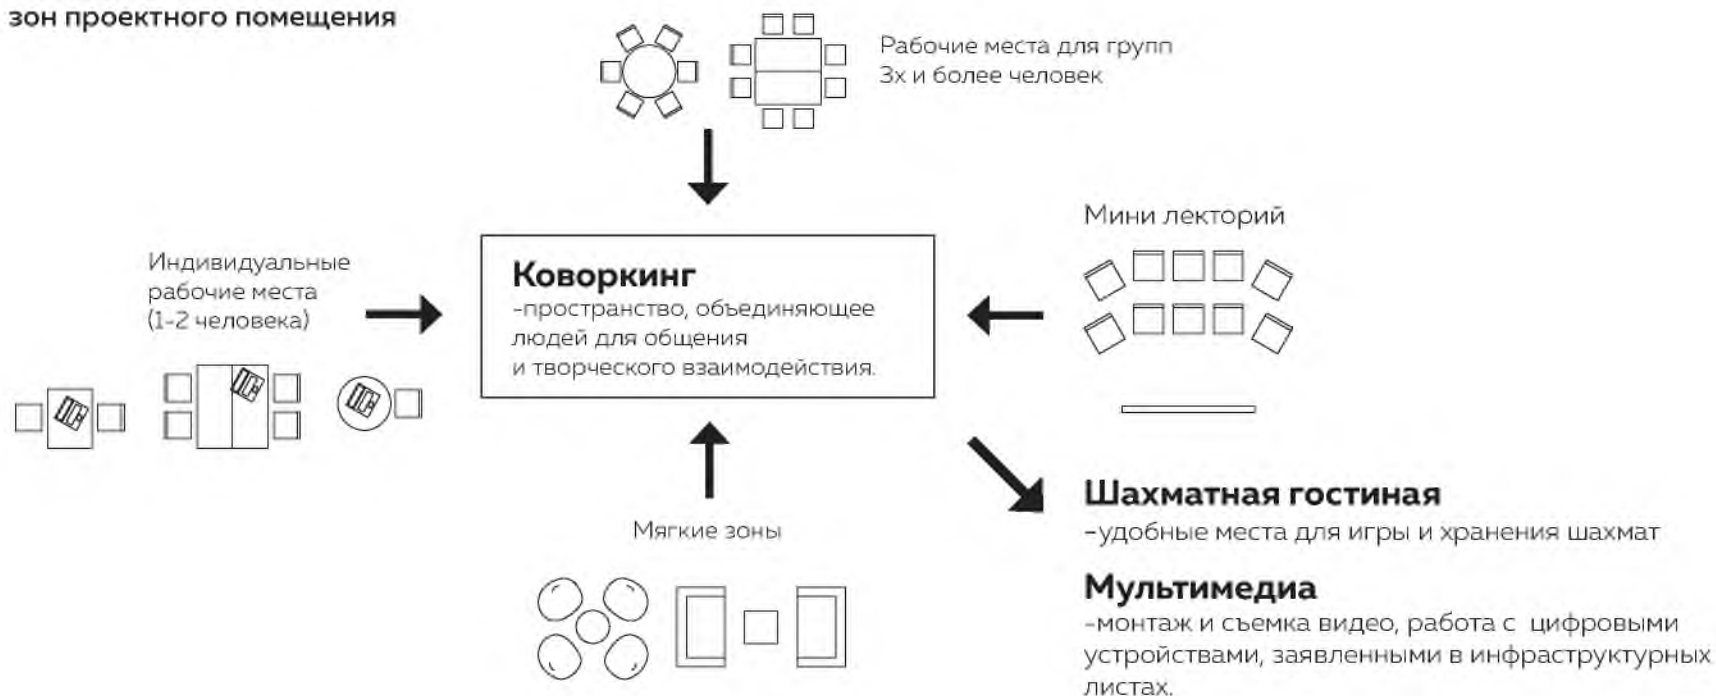 зон проектного помещения
Рабочие места для групп
3х и более человек
Мини лекторий
Индивидуальные
рабочие места
(1-2 человека)
Коворкинг
-пространство, объединяющее
людей для общения
и творческого взаимодействия.
Мягкие зоны
Шахматная гостиная
-удобные места для игры и хранения шахмат
Мультимедиа
-монтаж и съемка видео, работа с цифровыми
устройствами, заявленными в инфраструктурных
листах.